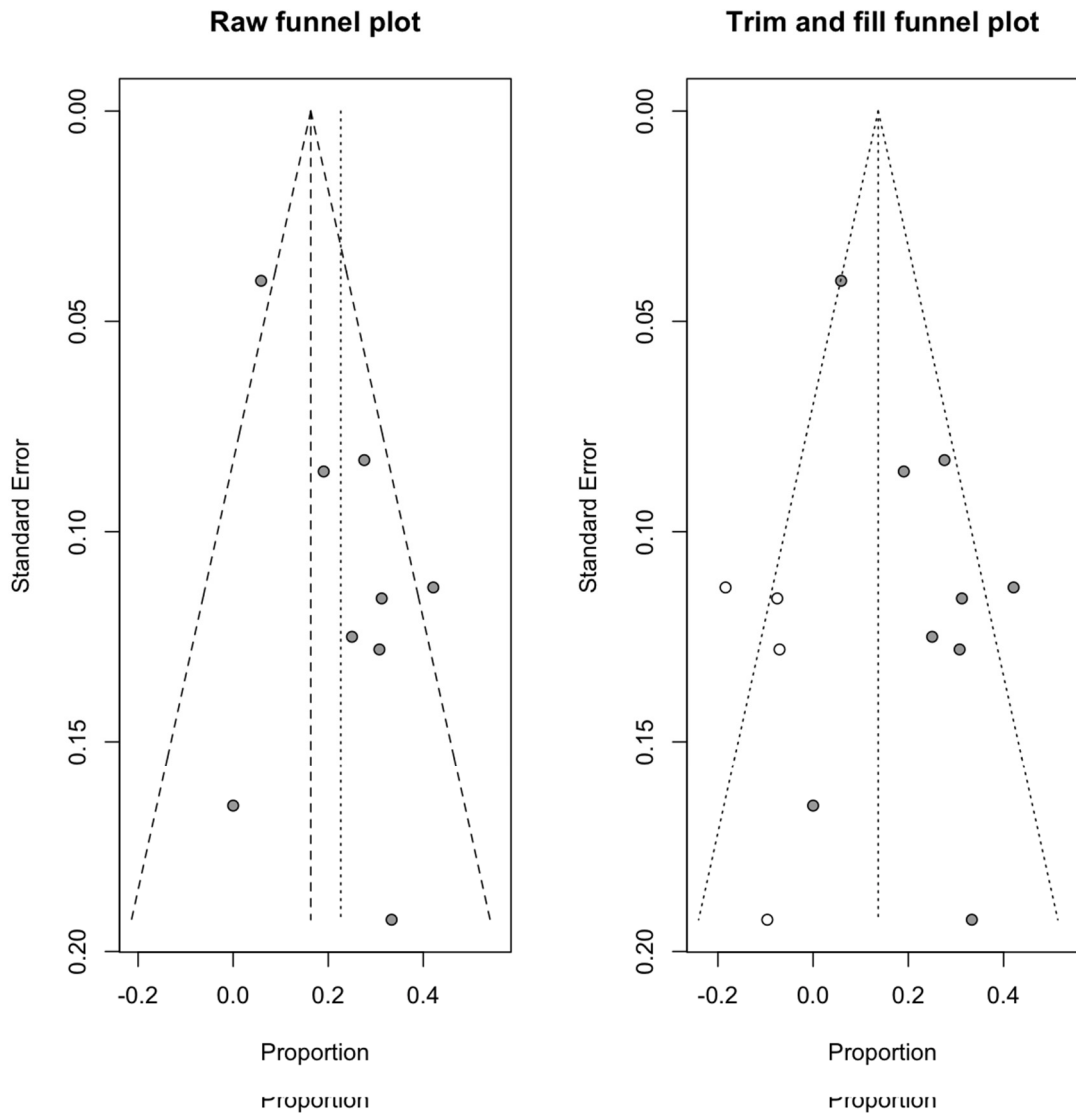 Raw funnel plot
Standard Error
0.00
0.05
0.10
0.15
0.20
-0.2 0.0 0.2 0.4
Proportion
Proportion
Trim and fill funnel plot
Standard Error
0.00
0.05
0.10
0.15
0.20
-0.2 0.0 0.2 0.4
Proportion
Proportion